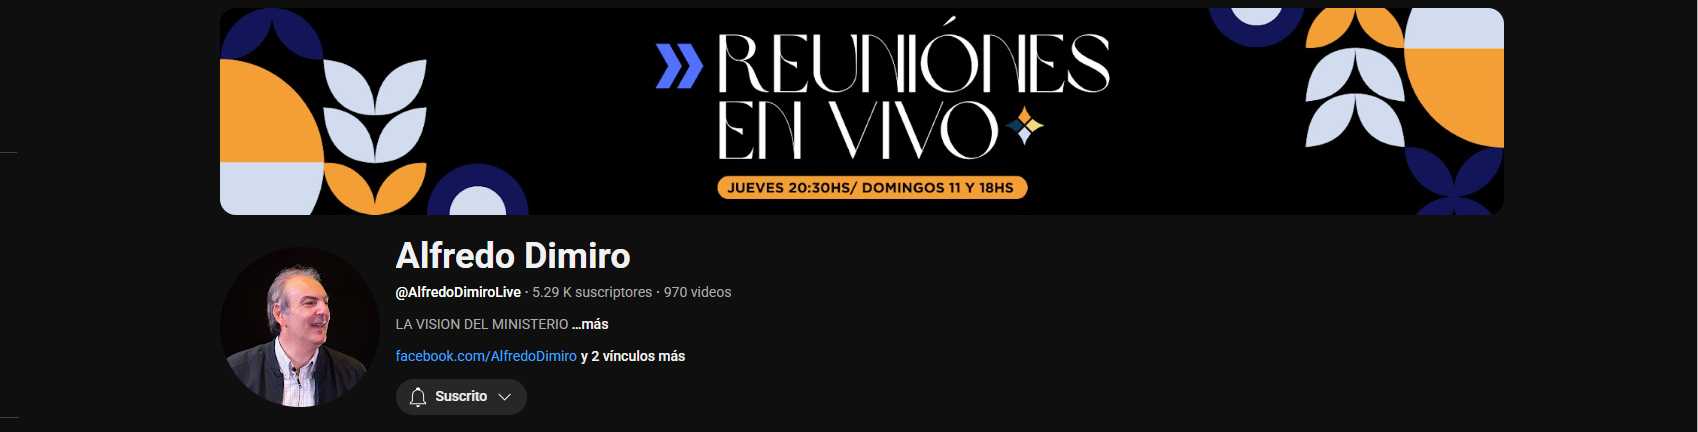 REUNIÓNES
EN VIVO
JUEVES 20:30HS/ DOMINGOS 11 Y 18HS
Alfredo Dimiro
@AlfredoDimiroLive · 5.29 K suscriptores · 970 videos
LA VISION DEL MINISTERIO ...más
facebook.com/AlfredoDimiro y 2 vínculos más
Suscrito